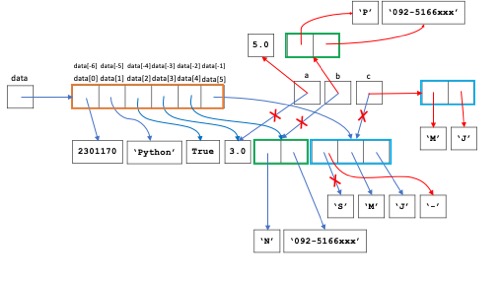 'P' '092-5166xxx'
5.0
data[-6] data[-5] data[-4] data[-3] data[-2] data[-1]
data a b c
data[0] data[1] data[2] data[3] data[4] data[5]
'M' 'J'
2301170 'Python' True 3.0
'S' 'M' 'J' '-'
'N' '092-5166xxx'